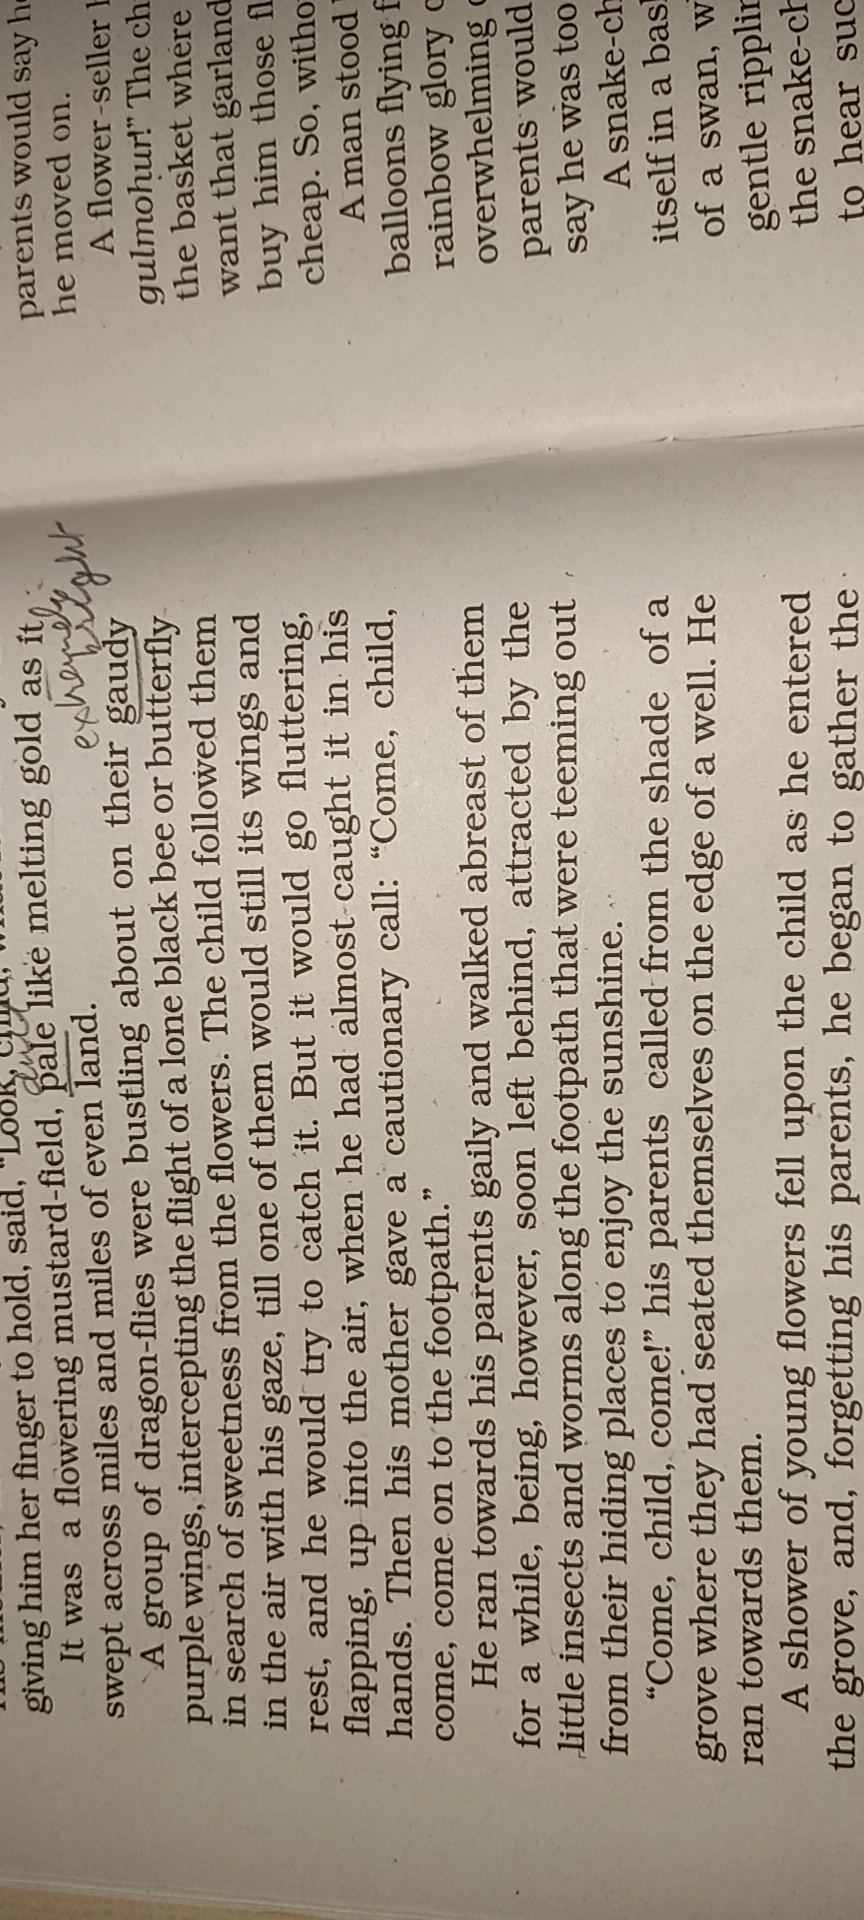 "Look, child,
giving him her finger to hold, said,
dull
It was a flowering mustard-field, pale like melting gold as it
extremely bright
swept across miles and miles of even land.
A group of dragon-flies were bustling about on their gaudy
purple wings, intercepting the flight of a lone black bee or butterfly
in search of sweetness from the flowers. The child followed them
in the air with his gaze, till one of them would still its wings and
rest, and he would try to catch it. But it would go fluttering,
flapping, up into the air, when he had almost caught it in his
hands. Then his mother gave a cautionary call: “Come, child,
come, come on to the footpath.”
He ran towards his parents gaily and walked abreast of them
for a while, being, however, soon left behind, attracted by the
little insects and worms along the footpath that were teeming out
from their hiding places to enjoy the sunshine.
“Come, child, come!” his parents called from the shade of a
grove where they had seated themselves on the edge of a well. He
ran towards them.
A shower of young flowers fell upon the child as he entered
the grove, and, forgetting his parents, he began to gather the
parents would say
he moved on.
A flower-seller
gulmohur!” The
the basket where
want that garland
buy him those
cheap. So,
A man stood
balloons flying
rainbow glory
overwhelming
parents would
say he was too
A
itself in a
of a swan,
gentle
the
to hear